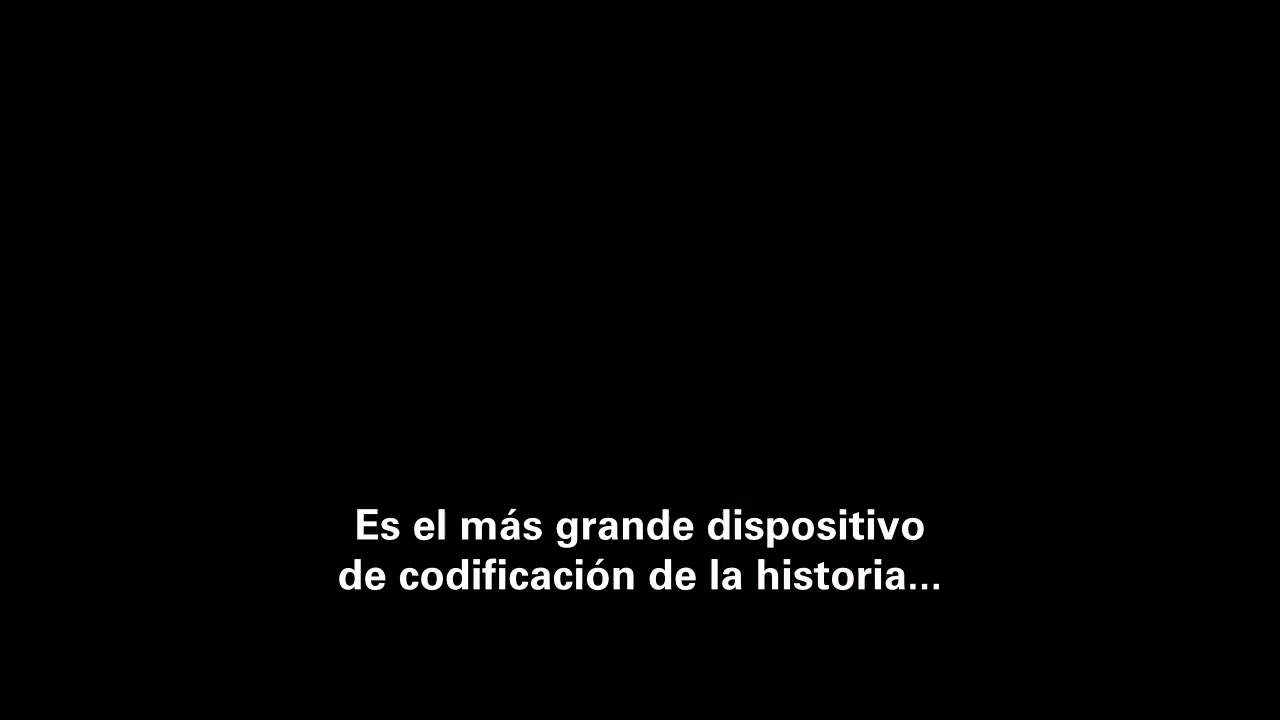 Es el más grande dispositivo
de codificación de la historia...